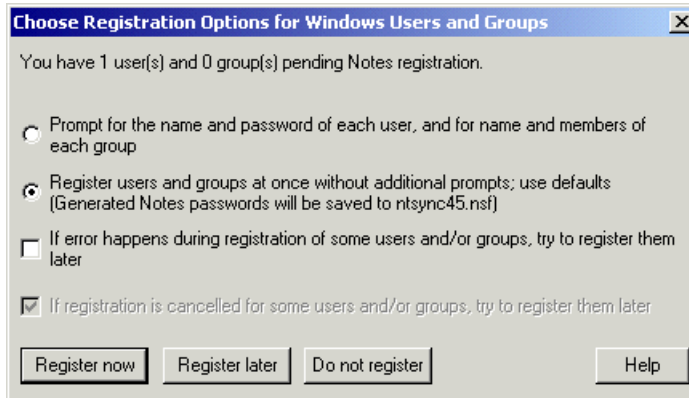 Choose Registration Options for Windows Users and Groups
You have 1 user(s) and 0 group(s) pending Notes registration.
Prompt for the name and password of each user, and for name and members of
each group
Register users and groups at once without additional prompts; use defaults
(Generated Notes passwords will be saved to ntsync45.nsf)
If error happens during registration of some users and/or groups, try to register them
later
If registration is cancelled for some users and/or groups, try to register them later
Register now Register later Do not register Help